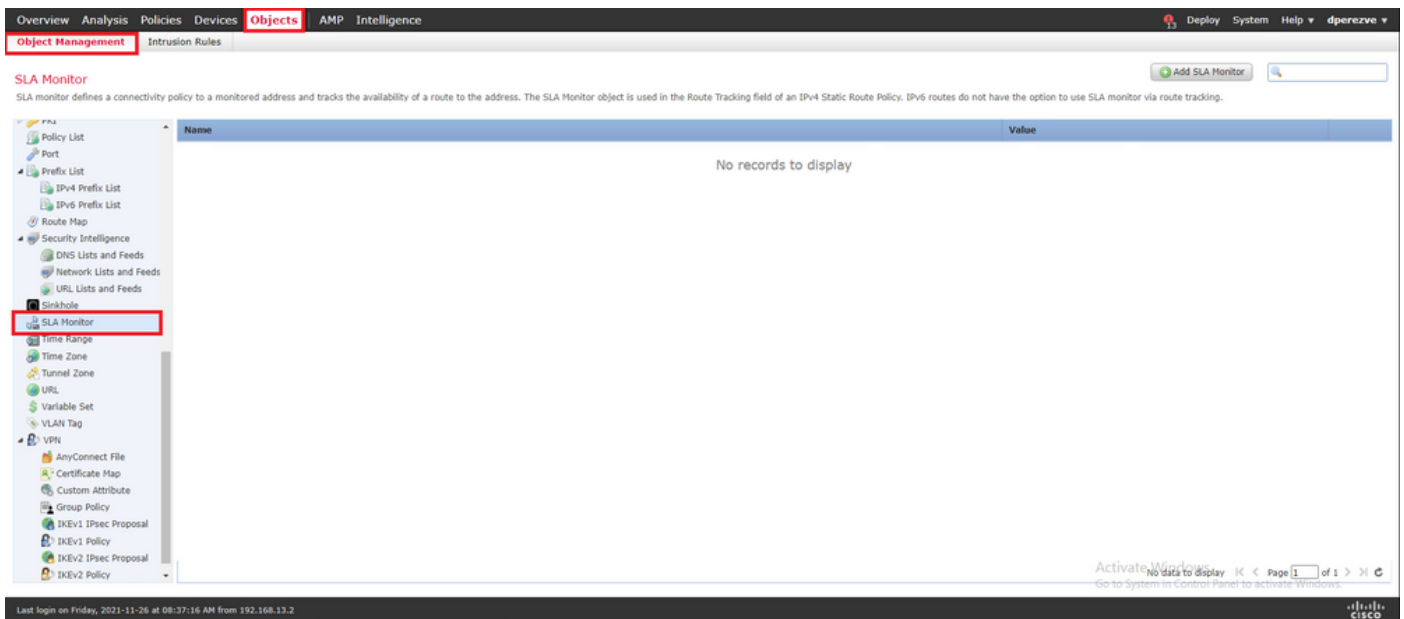 Overview Analysis Policies Devices Objects AMP Intelligence
13 Deploy System Help dperezve
Object Management Intrusion Rules
SLA Monitor
Add SLA Monitor
SLA monitor defines a connectivity policy to a monitored address and tracks the availability of a route to the address. The SLA Monitor object is used in the Route Tracking field of an IPv4 Static Route Policy. IPv6 routes do not have the option to use SLA monitor via route tracking.
PKI
Policy List
Port
Prefix List
IPv4 Prefix List
IPv6 Prefix List
Route Map
Security Intelligence
DNS Lists and Feeds
Network Lists and Feeds
URL Lists and Feeds
Sinkhole
SLA Monitor
Time Range
Time Zone
Tunnel Zone
URL
Variable Set
VLAN Tag
VPN
AnyConnect File
Certificate Map
Custom Attribute
Group Policy
IKEv1 IPsec Proposal
IKEv1 Policy
IKEv2 IPsec Proposal
IKEv2 Policy
Name Value
No records to display
Activate Windows
Go to System in Control Panel to activate Windows.
No data to display Page 1 of 1
Last login on Friday, 2021-11-26 at 08:37:16 AM from 192.168.13.2
CISCO